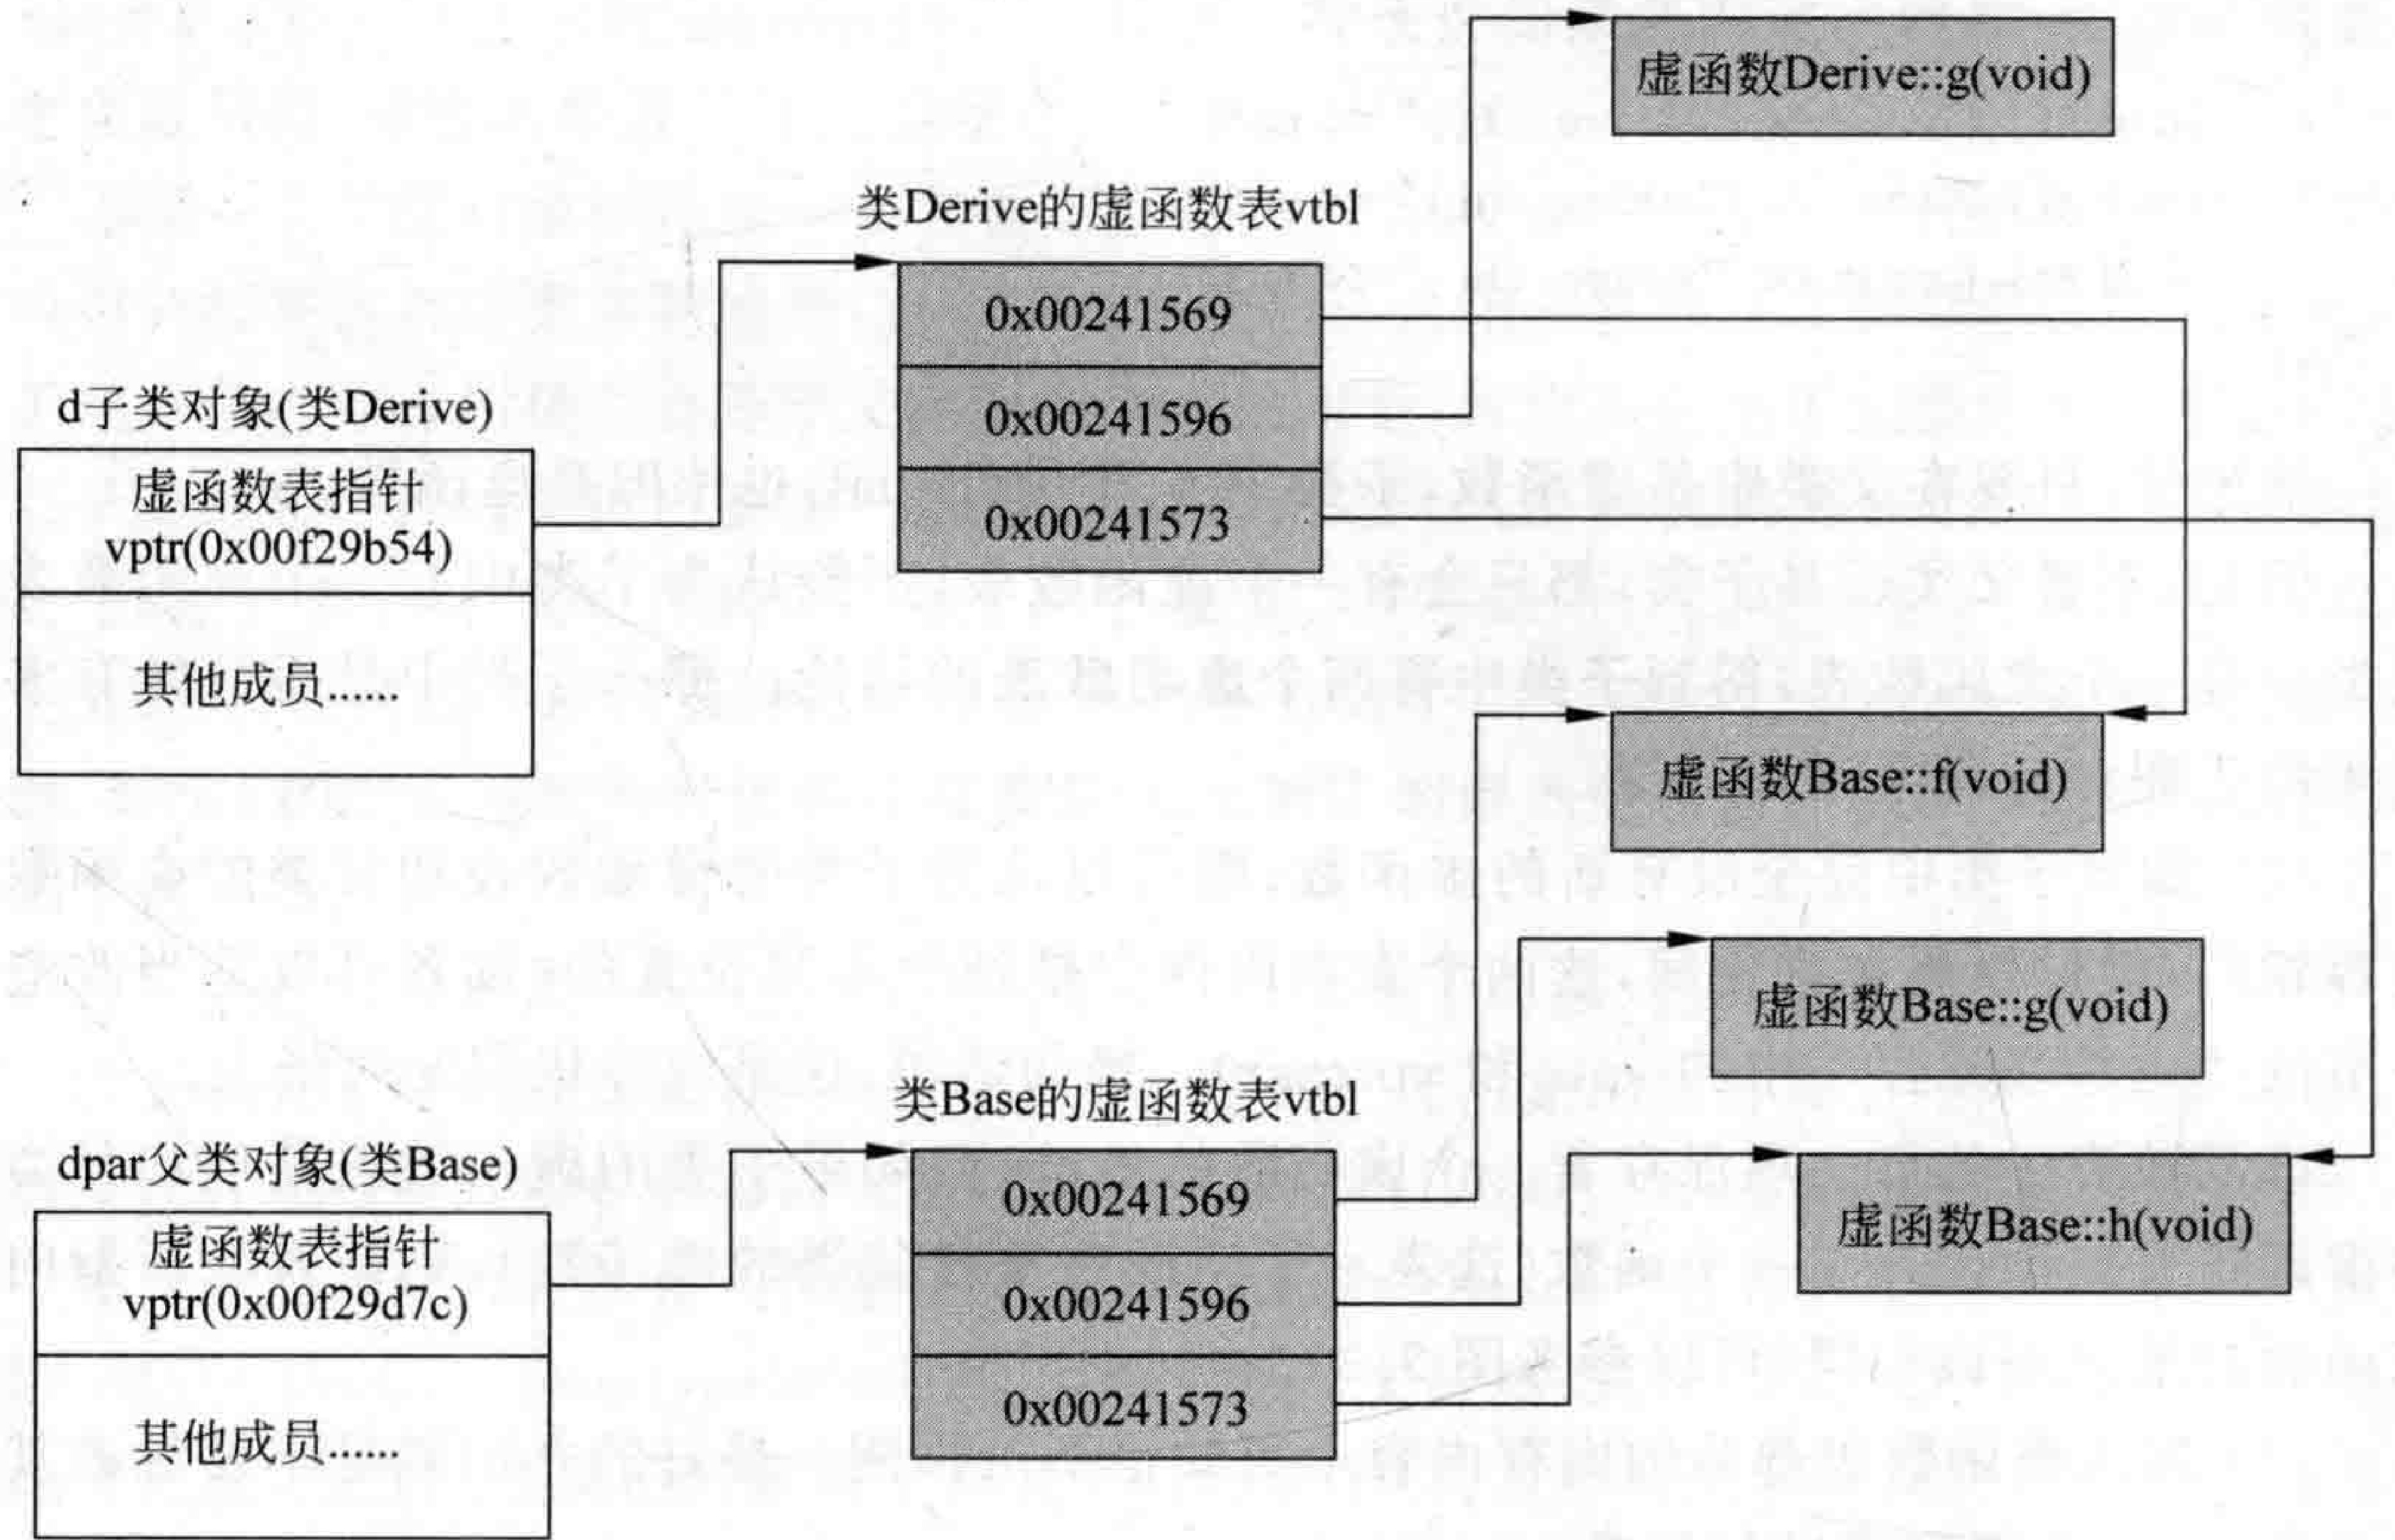 虚函数Derive::g(void)
类Derive的虚函数表vtbl
0x00241569
0x00241596
0x00241573
d子类对象(类Derive)
虚函数表指针
vptr(0x00f29b54)
其他成员......
虚函数Base::f(void)
虚函数Base::g(void)
虚函数Base::h(void)
类Base的虚函数表vtbl
0x00241569
0x00241596
0x00241573
dpar父类对象(类Base)
虚函数表指针
vptr(0x00f29d7c)
其他成员......